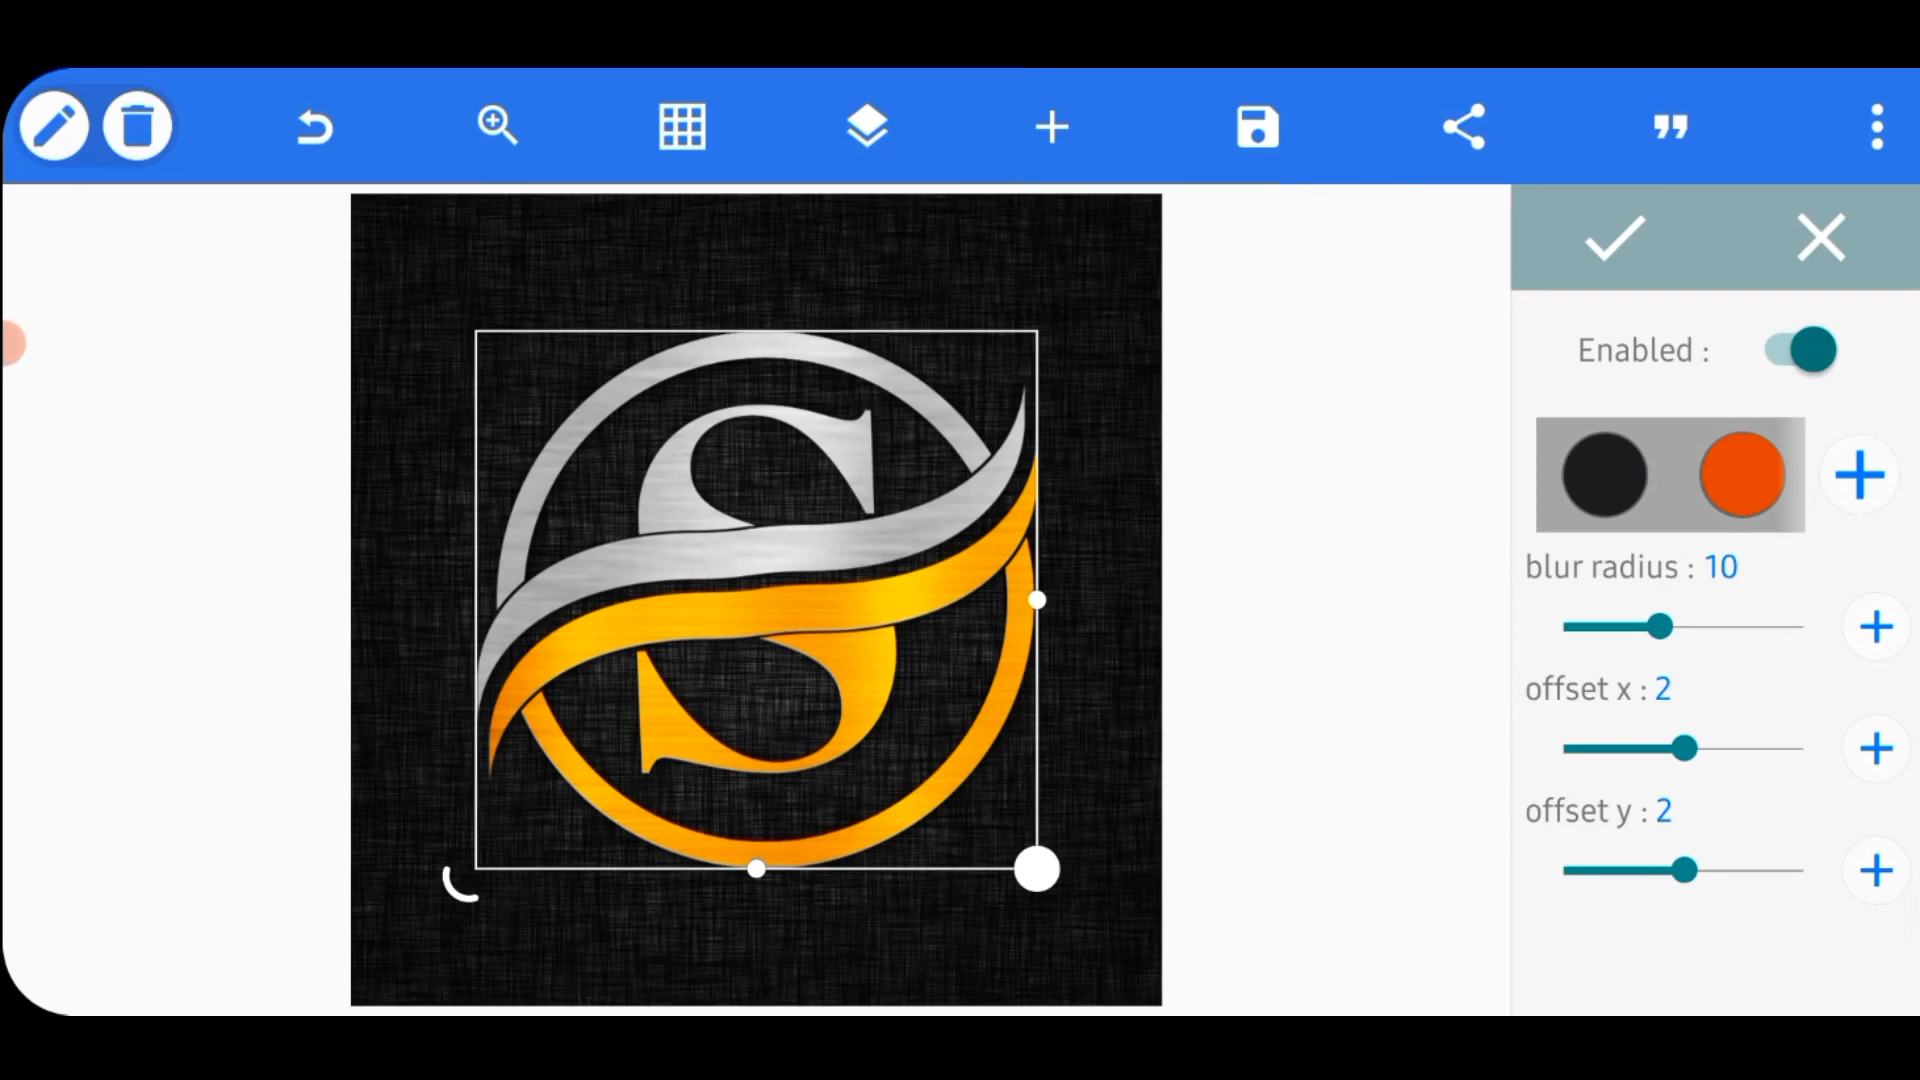 Enabled :
blur radius : 10
offset x : 2
offset y : 2
S